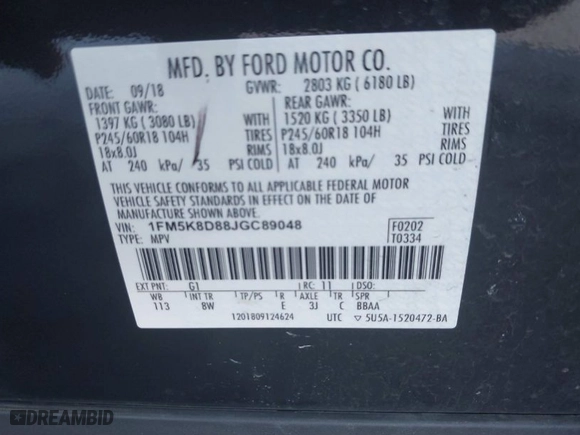 MFD. BY FORD MOTOR CO.
DATE: 09/18 GVWR: 2803 KG ( 6180 LB)
FRONT GAWR: REAR GAWR:
1397 KG ( 3080 LB) WITH 1520 KG ( 3350 LB) WITH
P245/60R18 104H TIRES P245/60R18 104H TIRES
18x8.0J RIMS 18x8.0J RIMS
AT 240 kPa/ 35 PSI COLD AT 240 kPa/ 35 PSI COLD
THIS VEHICLE CONFORMS TO ALL APPLICABLE FEDERAL MOTOR
VEHICLE SAFETY STANDARDS IN EFFECT ON THE DATE OF
MANUFACTURE SHOWN ABOVE.
VIN: 1FM5K8D88JGC89048 F0202
TYPE: MPV T0334
EXT PNT: G1 RC: 11 DSO:
WB INT TR TP/PS R AXLE TR SPR
113 8W E 3J C BBAA
1201809124624 UTC ▽ 5U5A-1520472-BA
DREAMBID